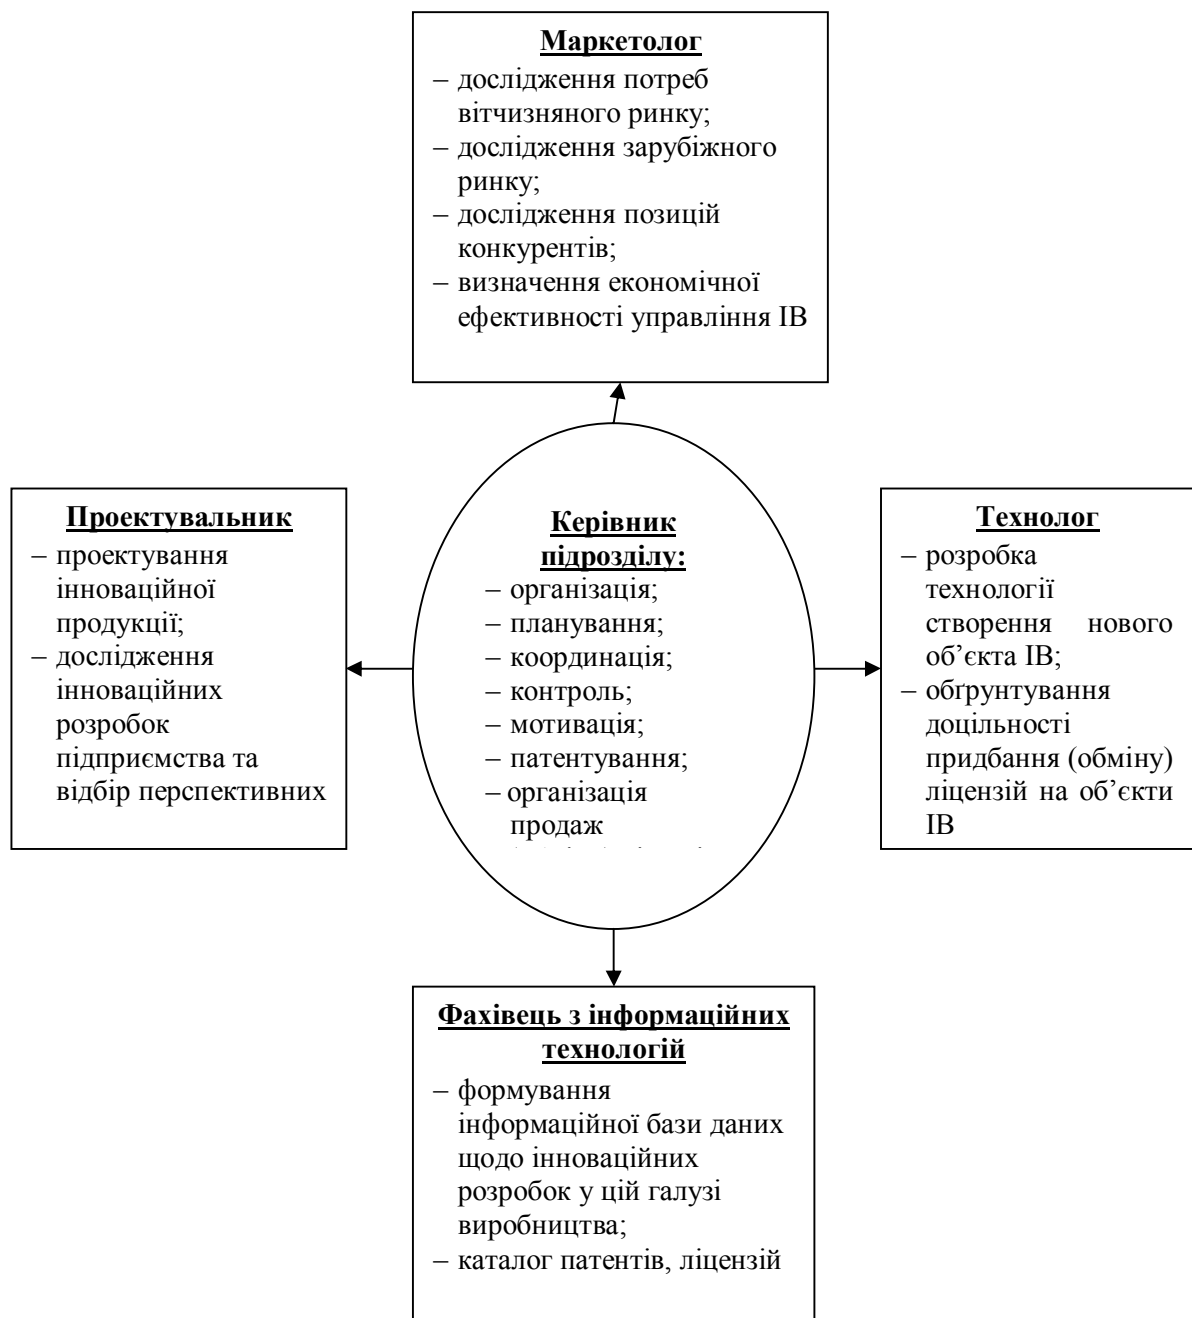 Маркетолог
– дослідження потреб
вітчизняного ринку;
– дослідження зарубіжного
ринку;
– дослідження позицій
конкурентів;
– визначення економічної
ефективності управління ІВ
Проектувальник
– проектування
інноваційної
продукції;
– дослідження
інноваційних
розробок
підприємства та
відбір перспективних
Керівник
підрозділу:
– організація;
– планування;
– координація;
– контроль;
– мотивація;
– патентування;
– організація
продаж
Технолог
– розробка
технології
створення нового
об’єкта ІВ;
– обґрунтування
доцільності
придбання (обміну)
ліцензій на об’єкти
ІВ
Фахівець з інформаційних
технологій
– формування
інформаційної бази даних
щодо інноваційних
розробок у цій галузі
виробництва;
– каталог патентів, ліцензій